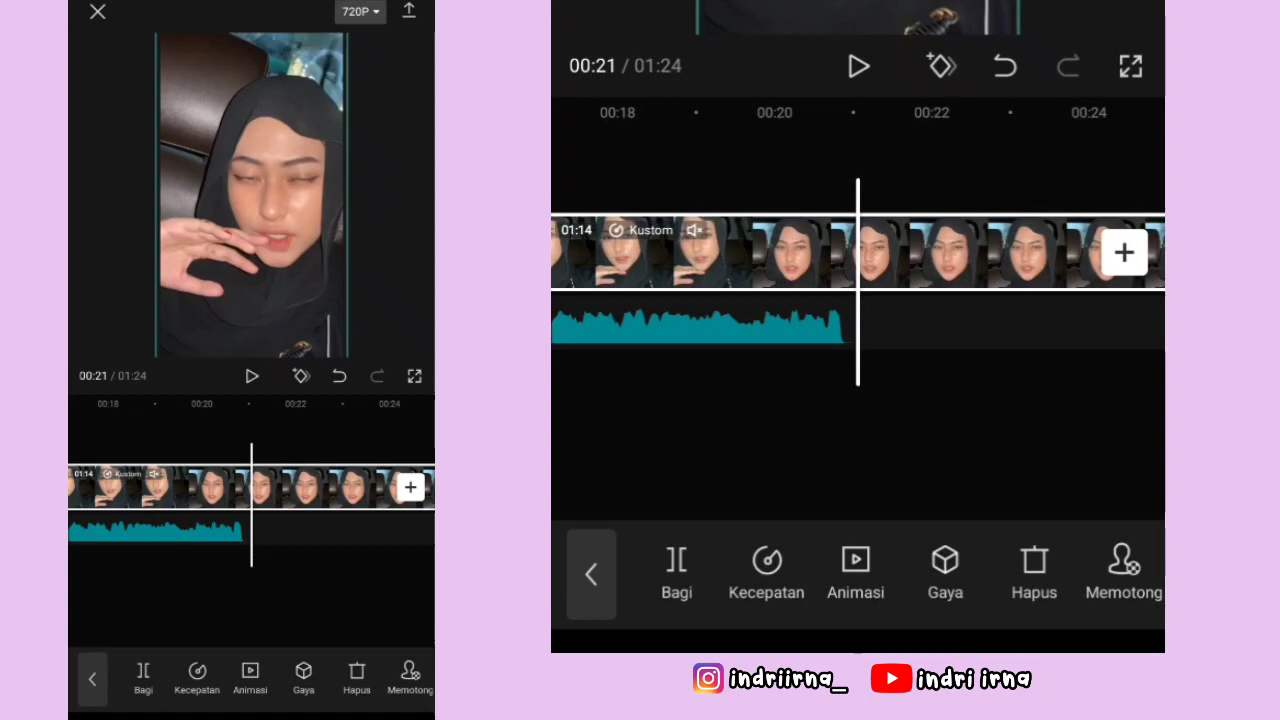 720P
00:21 / 01:24
00:18 00:20 00:22 00:24
01:14 Kustom
Bagi Kecepatan Animasi Gaya Hapus Memotong
00:21 / 01:24
00:18 00:20 00:22 00:24
01:14 Kustom
Bagi Kecepatan Animasi Gaya Hapus Memotong
indriirna_ indri irna